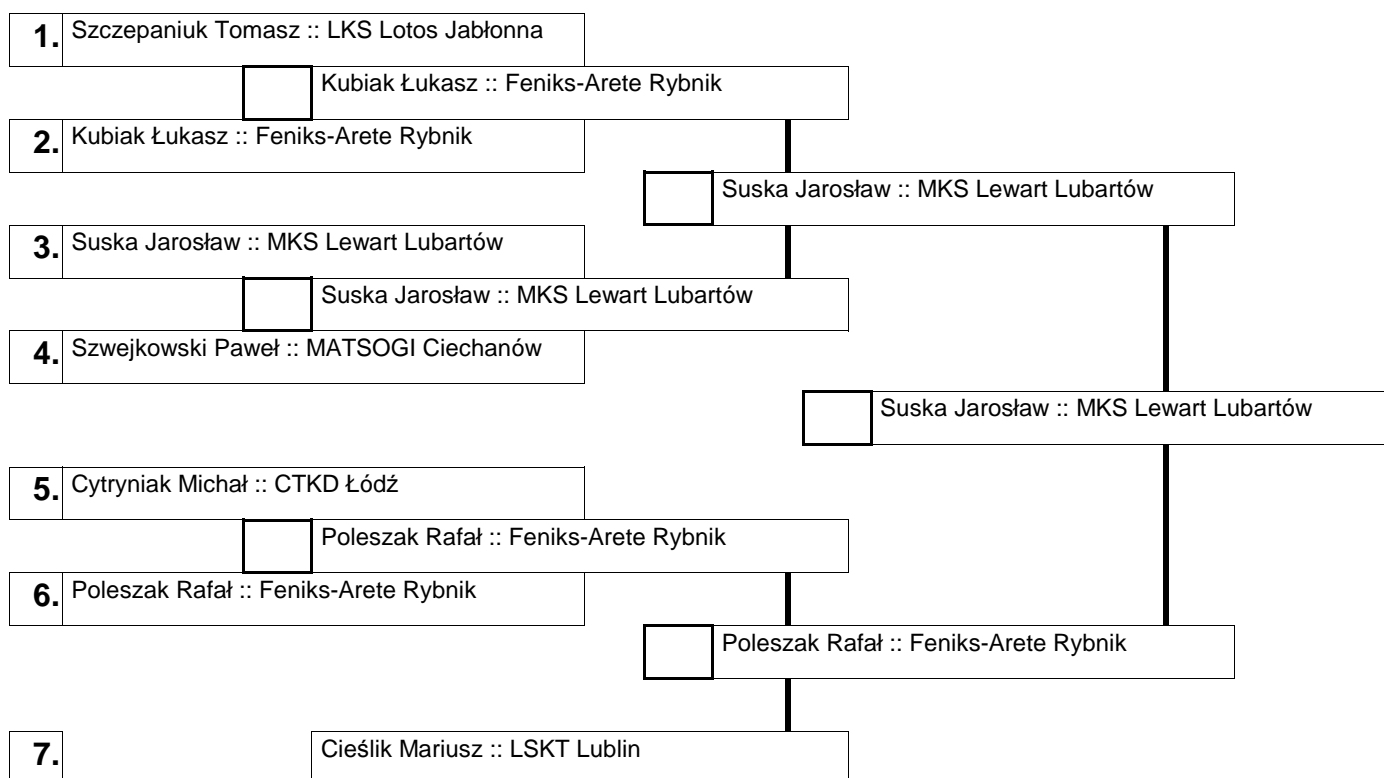 1. Szczepaniuk Tomasz :: LKS Lotos Jabłonna
Kubiak Łukasz :: Feniks-Arete Rybnik
2. Kubiak Łukasz :: Feniks-Arete Rybnik
Suska Jarosław :: MKS Lewart Lubartów
3. Suska Jarosław :: MKS Lewart Lubartów
Suska Jarosław :: MKS Lewart Lubartów
4. Szwejkowski Paweł :: MATSOGI Ciechanów
Suska Jarosław :: MKS Lewart Lubartów
5. Cytryniak Michał :: CTKD Łódź
Poleszak Rafał :: Feniks-Arete Rybnik
6. Poleszak Rafał :: Feniks-Arete Rybnik
Poleszak Rafał :: Feniks-Arete Rybnik
7. Cieślik Mariusz :: LSKT Lublin